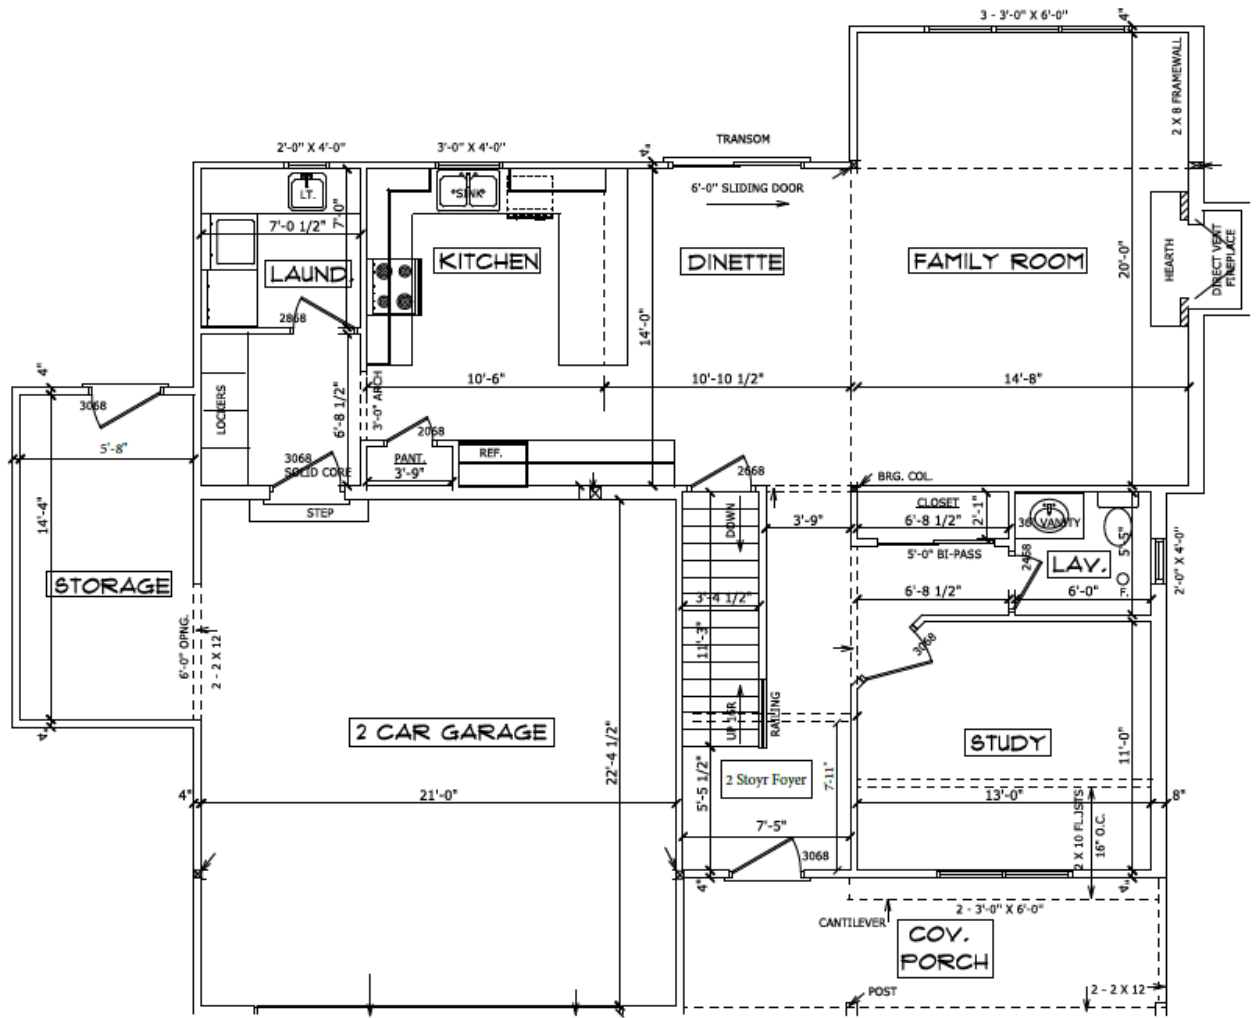 3 - 3'-0" X 6'-0"
4"
2 X 8 FRAMEWALL
TRANSOM
2'-0" X 4'-0"
3'-0" X 4'-0"
4"
LT.
*SINK*
6'-0" SLIDING DOOR
7'-0 1/2"
7'-0"
LAUND.
KITCHEN
DINETTE
FAMILY ROOM
20'-0"
HEARTH
DIRECT VENT
FIREPLACE
2868
14'-0"
4"
3068
LOCKERS
6'-8 1/2"
3'-0" ARCH
10'-6"
10'-10 1/2"
14'-8"
5'-8"
2068
3068
SOLID CORE
PANT.
3'-9"
REF.
2668
BRG. COL.
STEP
14'-4"
DOWN
3'-9"
CLOSET
6'-8 1/2"
2'-1"
36" VANITY
5'-5"
5'-0" BI-PASS
2468
LAV.
2'-0" X 4'-0"
STORAGE
3'-4 1/2"
6'-8 1/2"
6'-0"
F.
6'-0" OPNG.
2 - 2 X 12
11'-3"
3068
UP 16R
RAILING
4"
2 CAR GARAGE
22'-4 1/2"
STUDY
11'-0"
5'-5 1/2"
2 Stoyr Foyer
7'-11"
4"
21'-0"
13'-0"
8"
7'-5"
2 X 10 FL.JSTS
16" O.C.
3068
4"
4"
CANTILEVER
2 - 3'-0" X 6'-0"
COV.
PORCH
POST
2 - 2 X 12